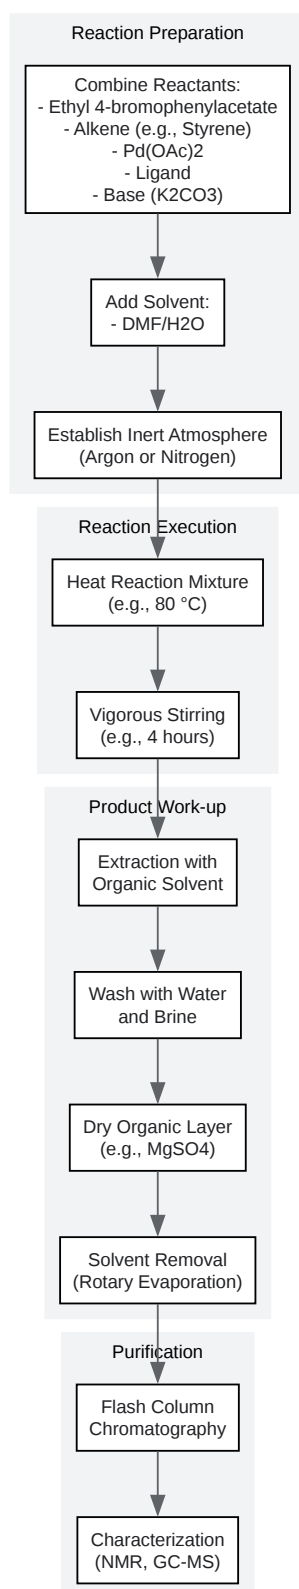 Reaction Preparation
Combine Reactants:
- Ethyl 4-bromophenylacetate
- Alkene (e.g., Styrene)
- Pd(OAc)2
- Ligand
- Base (K2CO3)
Add Solvent:
- DMF/H2O
Establish Inert Atmosphere
(Argon or Nitrogen)
Reaction Execution
Heat Reaction Mixture
(e.g., 80 °C)
Vigorous Stirring
(e.g., 4 hours)
Product Work-up
Extraction with
Organic Solvent
Wash with Water
and Brine
Dry Organic Layer
(e.g., MgSO4)
Solvent Removal
(Rotary Evaporation)
Purification
Flash Column
Chromatography
Characterization
(NMR, GC-MS)